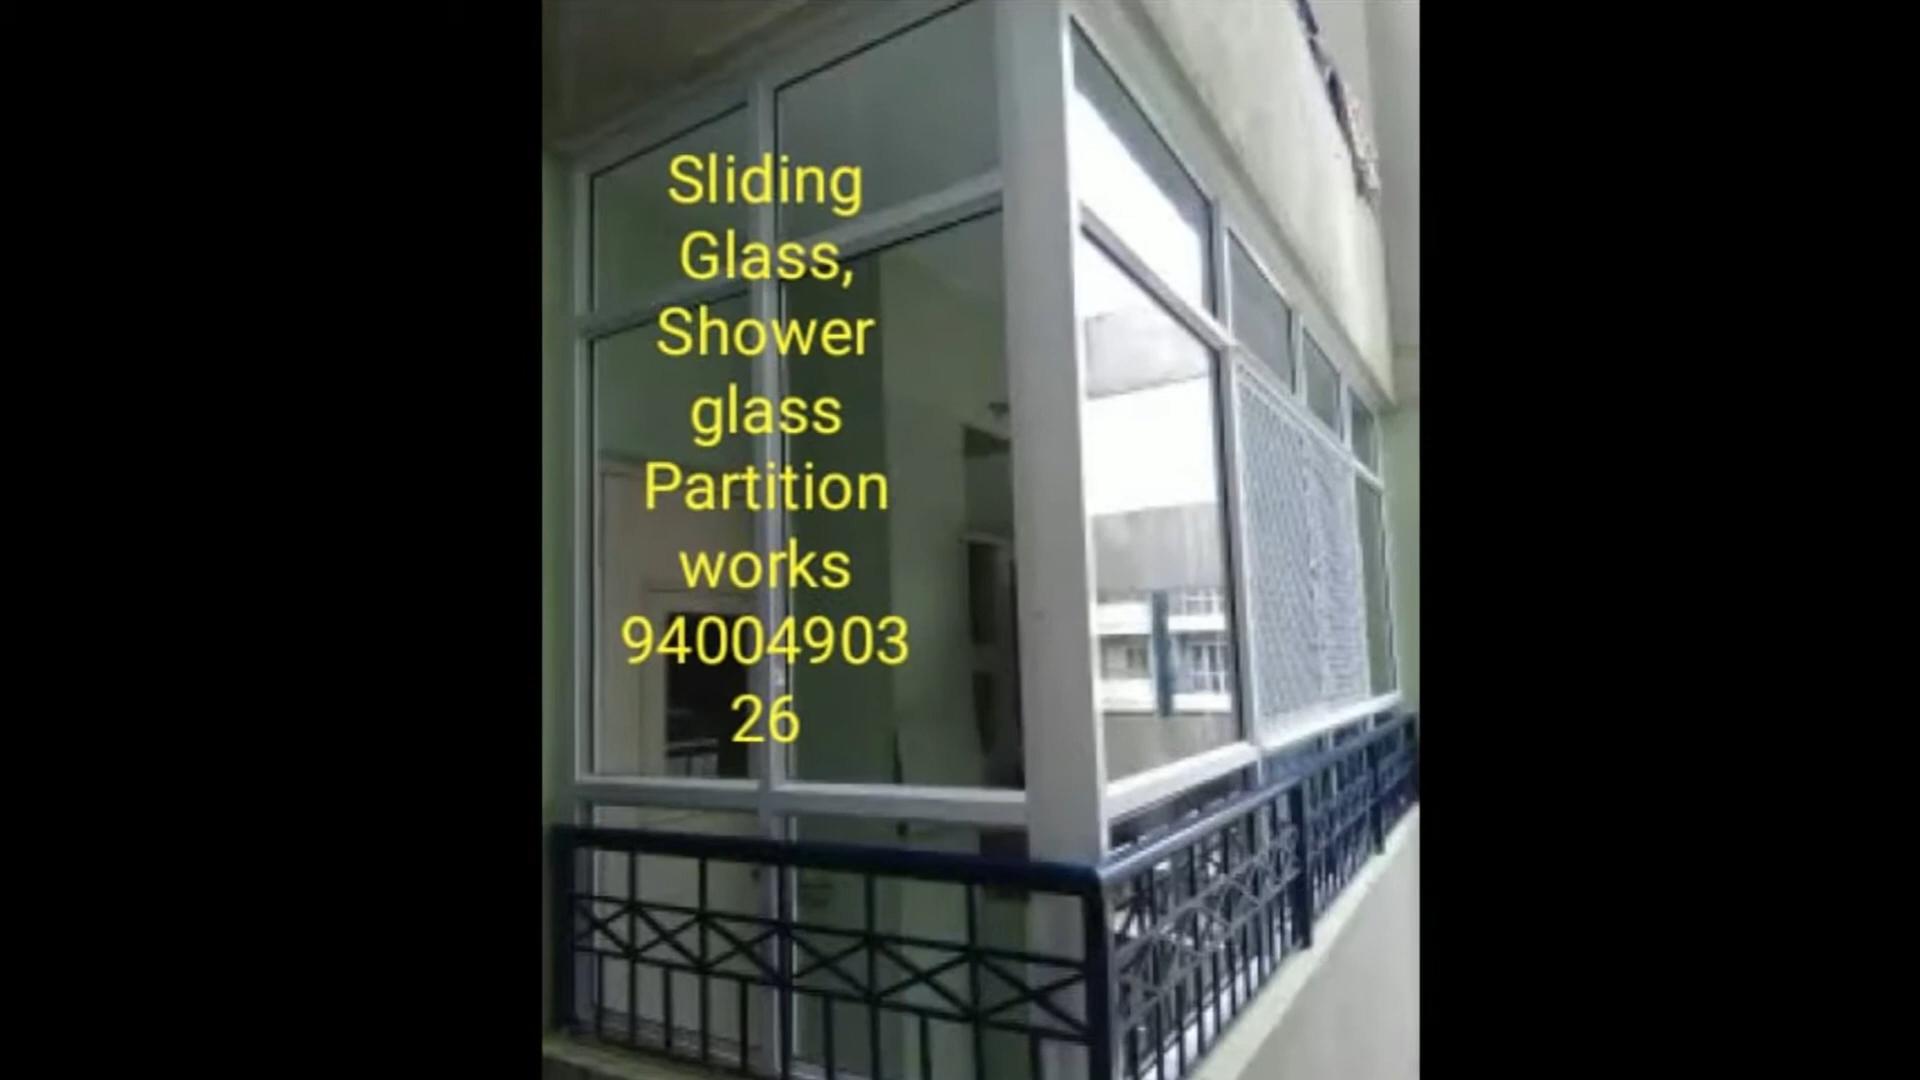 Sliding
Glass,
Shower
glass
Partition
works
94004903
26